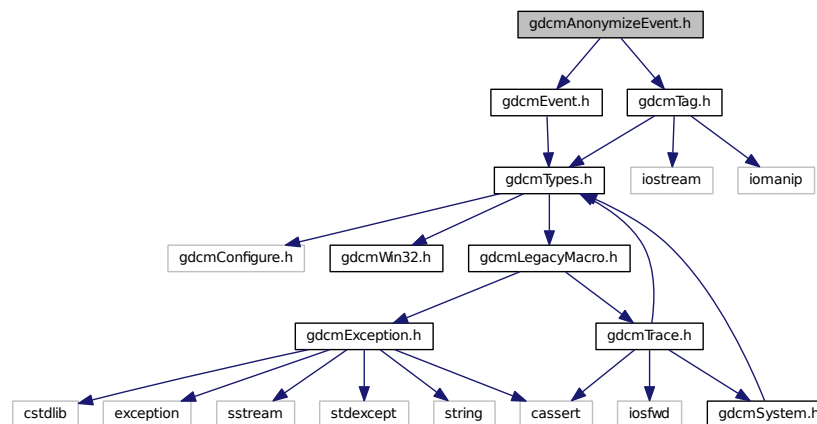 gdcmAnonymizeEvent.h
gdcmEvent.h
gdcmTag.h
gdcmTypes.h
iostream
iomanip
gdcmConfigure.h
gdcmWin32.h
gdcmLegacyMacro.h
gdcmException.h
gdcmTrace.h
cstdlib
exception
sstream
stdexcept
string
cassert
iosfwd
gdcmSystem.h